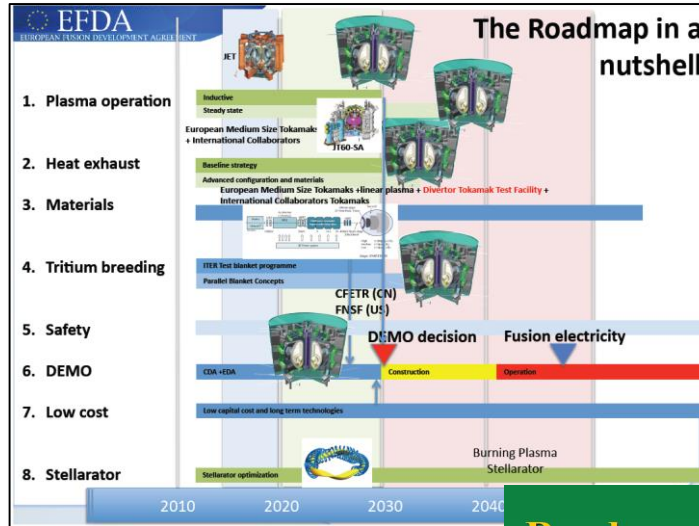 EFDA
EUROPEAN FUSION DEVELOPMENT AGREEMENT
The Roadmap in a
nutshell
JET
1. Plasma operation
Inductive
Steady state
European Medium Size Tokamaks
+ International Collaborators
JT60-SA
2. Heat exhaust
Baseline strategy
Advanced configuration and materials
European Medium Size Tokamaks +linear plasma + Divertor Tokamak Test Facility +
International Collaborators Tokamaks
3. Materials
4. Tritium breeding
ITER Test blanket programme
Parallel Blanket Concepts
CFETR (CN)
FNSF (US)
5. Safety
DEMO decision
Fusion electricity
6. DEMO
CDA +EDA
Construction
Operation
7. Low cost
Low capital cost and long term technologies
8. Stellarator
Stellarator optimization
Burning Plasma
Stellarator
2010
2020
2030
2040